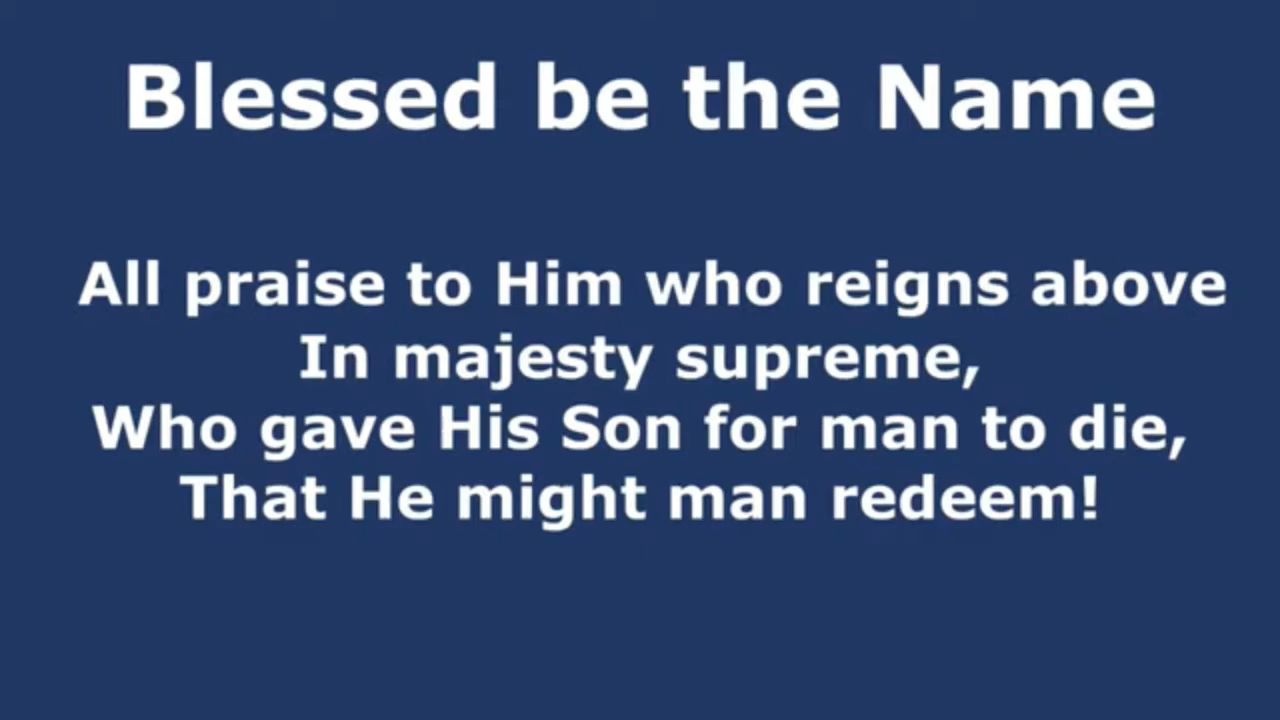 Blessed be the Name
All praise to Him who reigns above
In majesty supreme,
Who gave His Son for man to die,
That He might man redeem!